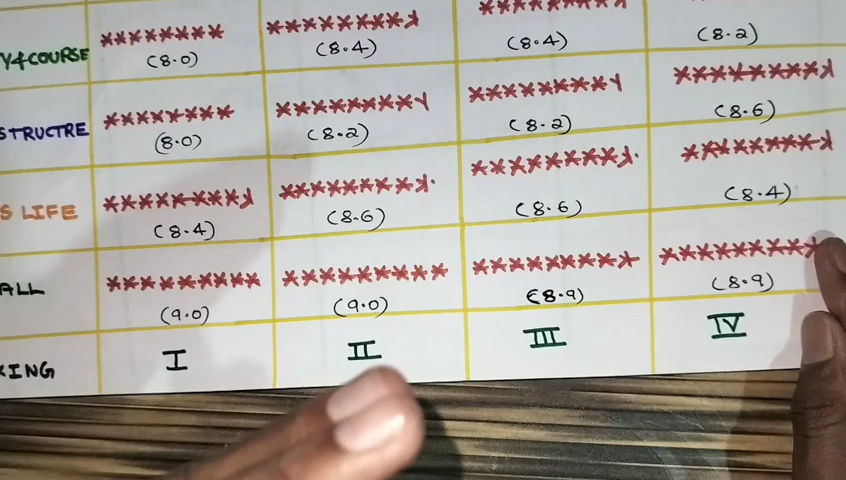 Y4COURSE (8.0) (8.4) (8.4) (8.2)
STRUCTRE (8.0) (8.2) (8.2) (8.6)
S LIFE (8.4) (8.6) (8.6) (8.4)
ALL (9.0) (9.0) (8.9) (8.9)
KING I II III IV